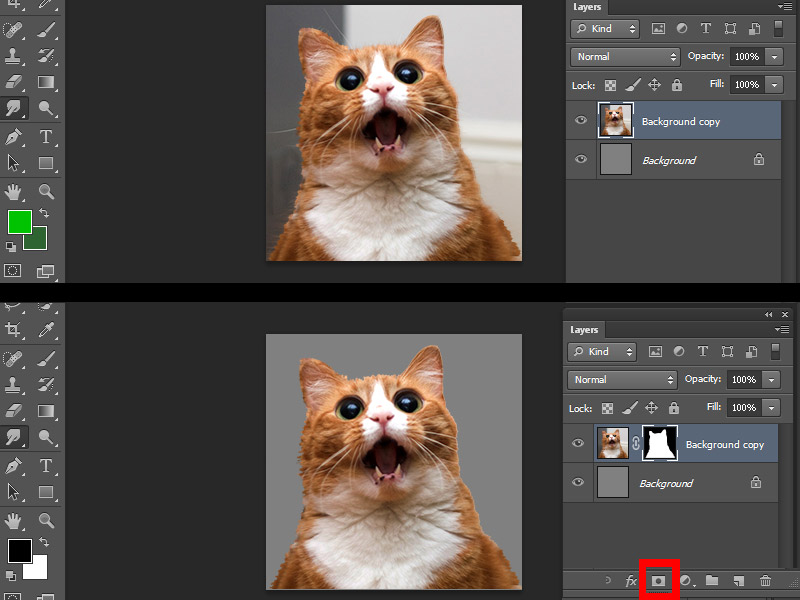 Layers
Kind
T
Normal
Opacity: 100%
Lock:
Fill: 100%
Background copy
Background
T
Layers
Kind
T
Normal
Opacity: 100%
Lock:
Fill: 100%
Background copy
Background
T
fx